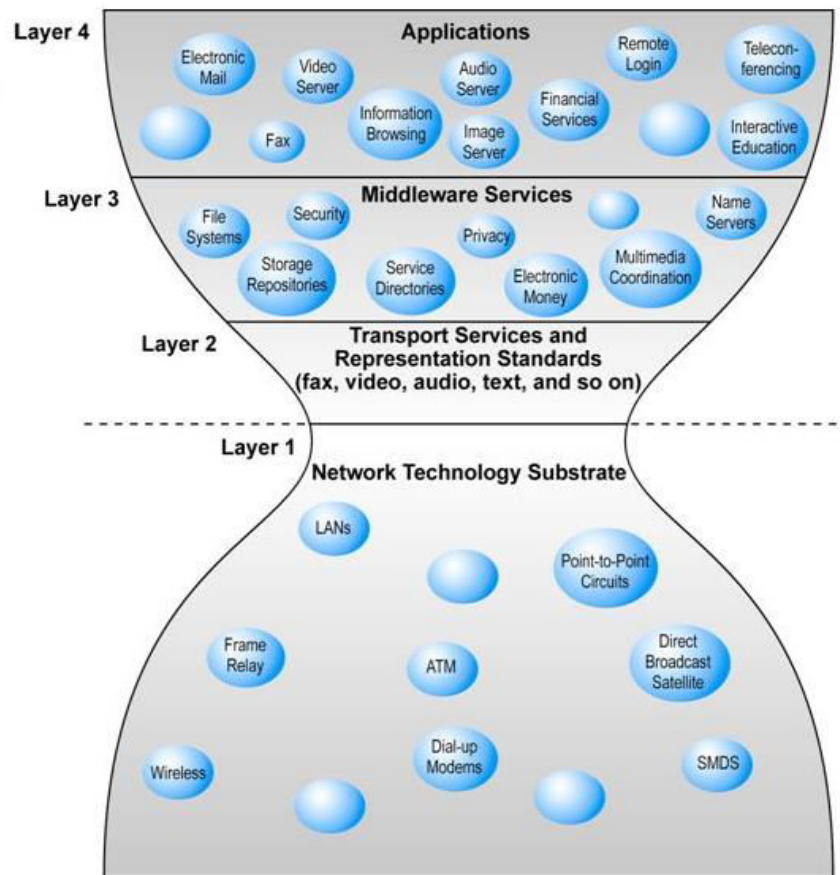 Layer 4
Applications
Electronic
Mail
Video
Server
Audio
Server
Remote
Login
Telecon-
ferencing
Fax
Information
Browsing
Image
Server
Financial
Services
Interactive
Education
Layer 3
Middleware Services
File
Systems
Security
Privacy
Name
Servers
Storage
Repositories
Service
Directories
Electronic
Money
Multimedia
Coordination
Layer 2
Transport Services and
Representation Standards
(fax, video, audio, text, and so on)
Layer 1
Network Technology Substrate
LANs
Point-to-Point
Circuits
Frame
Relay
ATM
Direct
Broadcast
Satellite
Wireless
Dial-up
Modems
SMDS